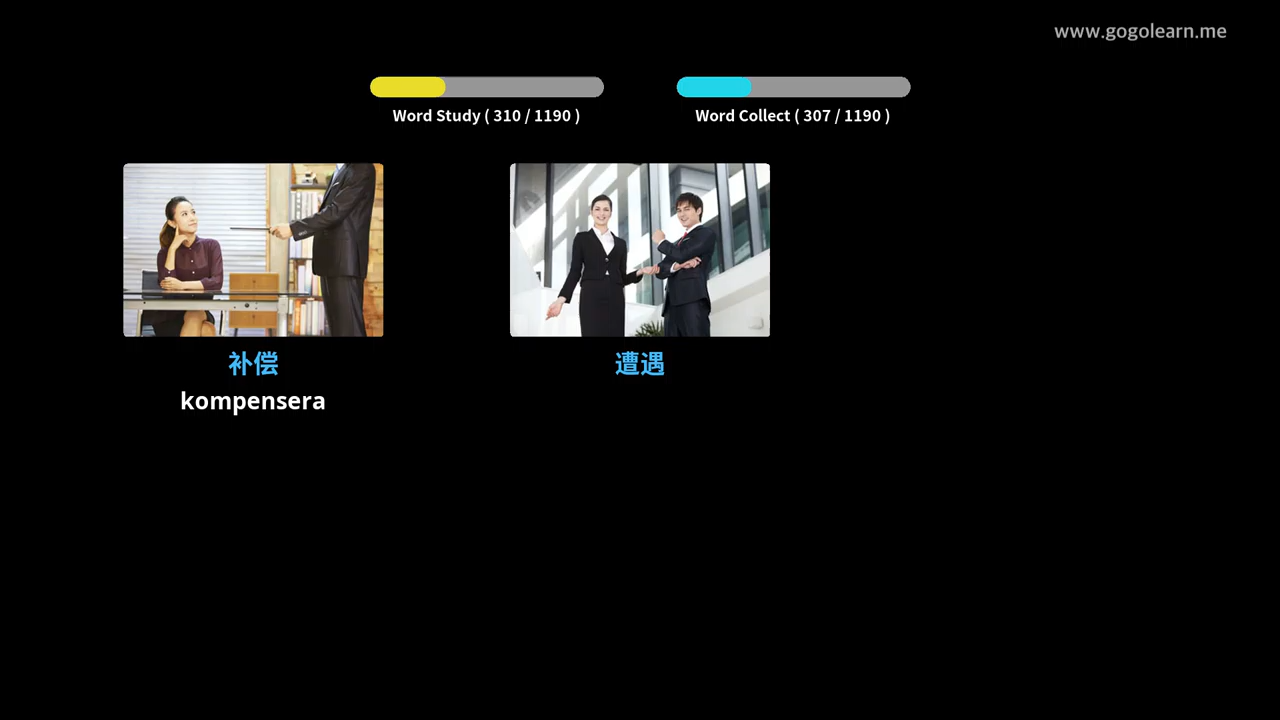 www.gogolearn.me
Word Study ( 310 / 1190 )
Word Collect ( 307 / 1190 )
补偿
遭遇
kompensera